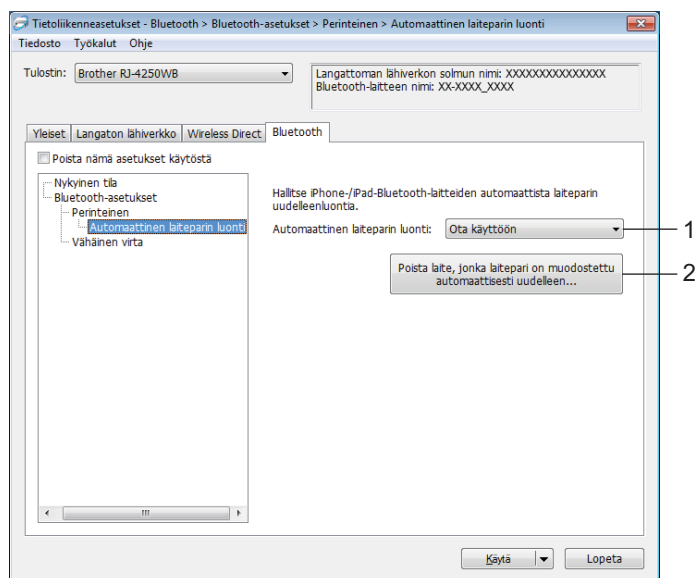 Tietoliikenneasetukset - Bluetooth > Bluetooth-asetukset > Perinteinen > Automaattinen laiteparin luonti
Tiedosto Työkalut Ohje
Tulostin: Brother RJ-4250WB
Langattoman lähiverkon solmun nimi: XXXXXXXXXXXXXXX
Bluetooth-laitteen nimi: XX-XXXX_XXXX
Yleiset Langaton lähiverkko Wireless Direct Bluetooth
Poista nämä asetukset käytöstä
Nykyinen tila
Bluetooth-asetukset
Perinteinen
Automaattinen laiteparin luonti
Vähäinen virta
Hallitse iPhone-/iPad-Bluetooth-laitteiden automaattista laiteparin
uudelleenluontia.
Automaattinen laiteparin luonti: Ota käyttöön 1
Poista laite, jonka laitepari on muodostettu
automaattisesti uudelleen... 2
Käytä Lopeta